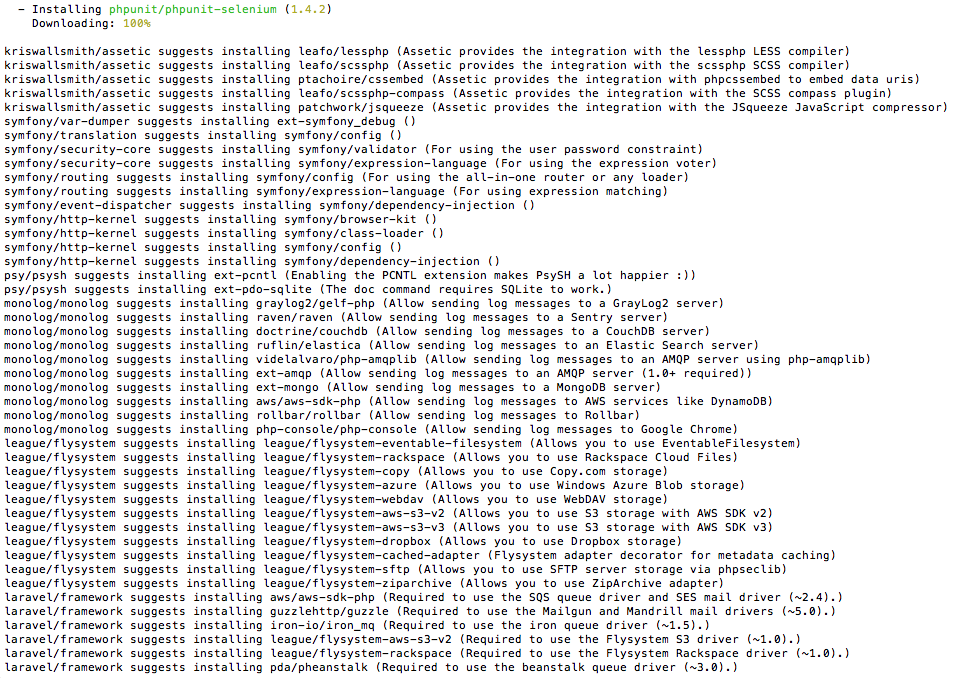 - Installing phpunit/phpunit-selenium (1.4.2)
Downloading: 100%
kriswallsmith/assetic suggests installing leafo/lessphp (Assetic provides the integration with the lessphp LESS compiler)
kriswallsmith/assetic suggests installing leafo/scssphp (Assetic provides the integration with the scssphp SCSS compiler)
kriswallsmith/assetic suggests installing ptachoire/cssembed (Assetic provides the integration with phpcssembed to embed data uris)
kriswallsmith/assetic suggests installing leafo/scssphp-compass (Assetic provides the integration with the SCSS compass plugin)
kriswallsmith/assetic suggests installing patchwork/jsqueeze (Assetic provides the integration with the JSqueeze JavaScript compressor)
symfony/var-dumper suggests installing ext-symfony_debug ()
symfony/translation suggests installing symfony/config ()
symfony/security-core suggests installing symfony/validator (For using the user password constraint)
symfony/security-core suggests installing symfony/expression-language (For using the expression voter)
symfony/routing suggests installing symfony/config (For using the all-in-one router or any loader)
symfony/routing suggests installing symfony/expression-language (For using expression matching)
symfony/event-dispatcher suggests installing symfony/dependency-injection ()
symfony/http-kernel suggests installing symfony/browser-kit ()
symfony/http-kernel suggests installing symfony/class-loader ()
symfony/http-kernel suggests installing symfony/config ()
symfony/http-kernel suggests installing symfony/dependency-injection ()
psy/psysh suggests installing ext-pcntl (Enabling the PCNTL extension makes PsySH a lot happier :))
psy/psysh suggests installing ext-pdo-sqlite (The doc command requires SQLite to work.)
monolog/monolog suggests installing graylog2/gelf-php (Allow sending log messages to a GrayLog2 server)
monolog/monolog suggests installing raven/raven (Allow sending log messages to a Sentry server)
monolog/monolog suggests installing doctrine/couchdb (Allow sending log messages to a CouchDB server)
monolog/monolog suggests installing ruflin/elastica (Allow sending log messages to an Elastic Search server)
monolog/monolog suggests installing videlalvaro/php-amqplib (Allow sending log messages to an AMQP server using php-amqplib)
monolog/monolog suggests installing ext-amqp (Allow sending log messages to an AMQP server (1.0+ required))
monolog/monolog suggests installing ext-mongo (Allow sending log messages to a MongoDB server)
monolog/monolog suggests installing aws/aws-sdk-php (Allow sending log messages to AWS services like DynamoDB)
monolog/monolog suggests installing rollbar/rollbar (Allow sending log messages to Rollbar)
monolog/monolog suggests installing php-console/php-console (Allow sending log messages to Google Chrome)
league/flysystem suggests installing league/flysystem-eventable-filesystem (Allows you to use EventableFilesystem)
league/flysystem suggests installing league/flysystem-rackspace (Allows you to use Rackspace Cloud Files)
league/flysystem suggests installing league/flysystem-copy (Allows you to use Copy.com storage)
league/flysystem suggests installing league/flysystem-azure (Allows you to use Windows Azure Blob storage)
league/flysystem suggests installing league/flysystem-webdav (Allows you to use WebDAV storage)
league/flysystem suggests installing league/flysystem-aws-s3-v2 (Allows you to use S3 storage with AWS SDK v2)
league/flysystem suggests installing league/flysystem-aws-s3-v3 (Allows you to use S3 storage with AWS SDK v3)
league/flysystem suggests installing league/flysystem-dropbox (Allows you to use Dropbox storage)
league/flysystem suggests installing league/flysystem-cached-adapter (Flysystem adapter decorator for metadata caching)
league/flysystem suggests installing league/flysystem-sftp (Allows you to use SFTP server storage via phpseclib)
league/flysystem suggests installing league/flysystem-ziparchive (Allows you to use ZipArchive adapter)
laravel/framework suggests installing aws/aws-sdk-php (Required to use the SQS queue driver and SES mail driver (~2.4).)
laravel/framework suggests installing guzzlehttp/guzzle (Required to use the Mailgun and Mandrill mail drivers (~5.0).)
laravel/framework suggests installing iron-io/iron_mq (Required to use the iron queue driver (~1.5).)
laravel/framework suggests installing league/flysystem-aws-s3-v2 (Required to use the Flysystem S3 driver (~1.0).)
laravel/framework suggests installing league/flysystem-rackspace (Required to use the Flysystem Rackspace driver (~1.0).)
laravel/framework suggests installing pda/pheanstalk (Required to use the beanstalk queue driver (~3.0).)